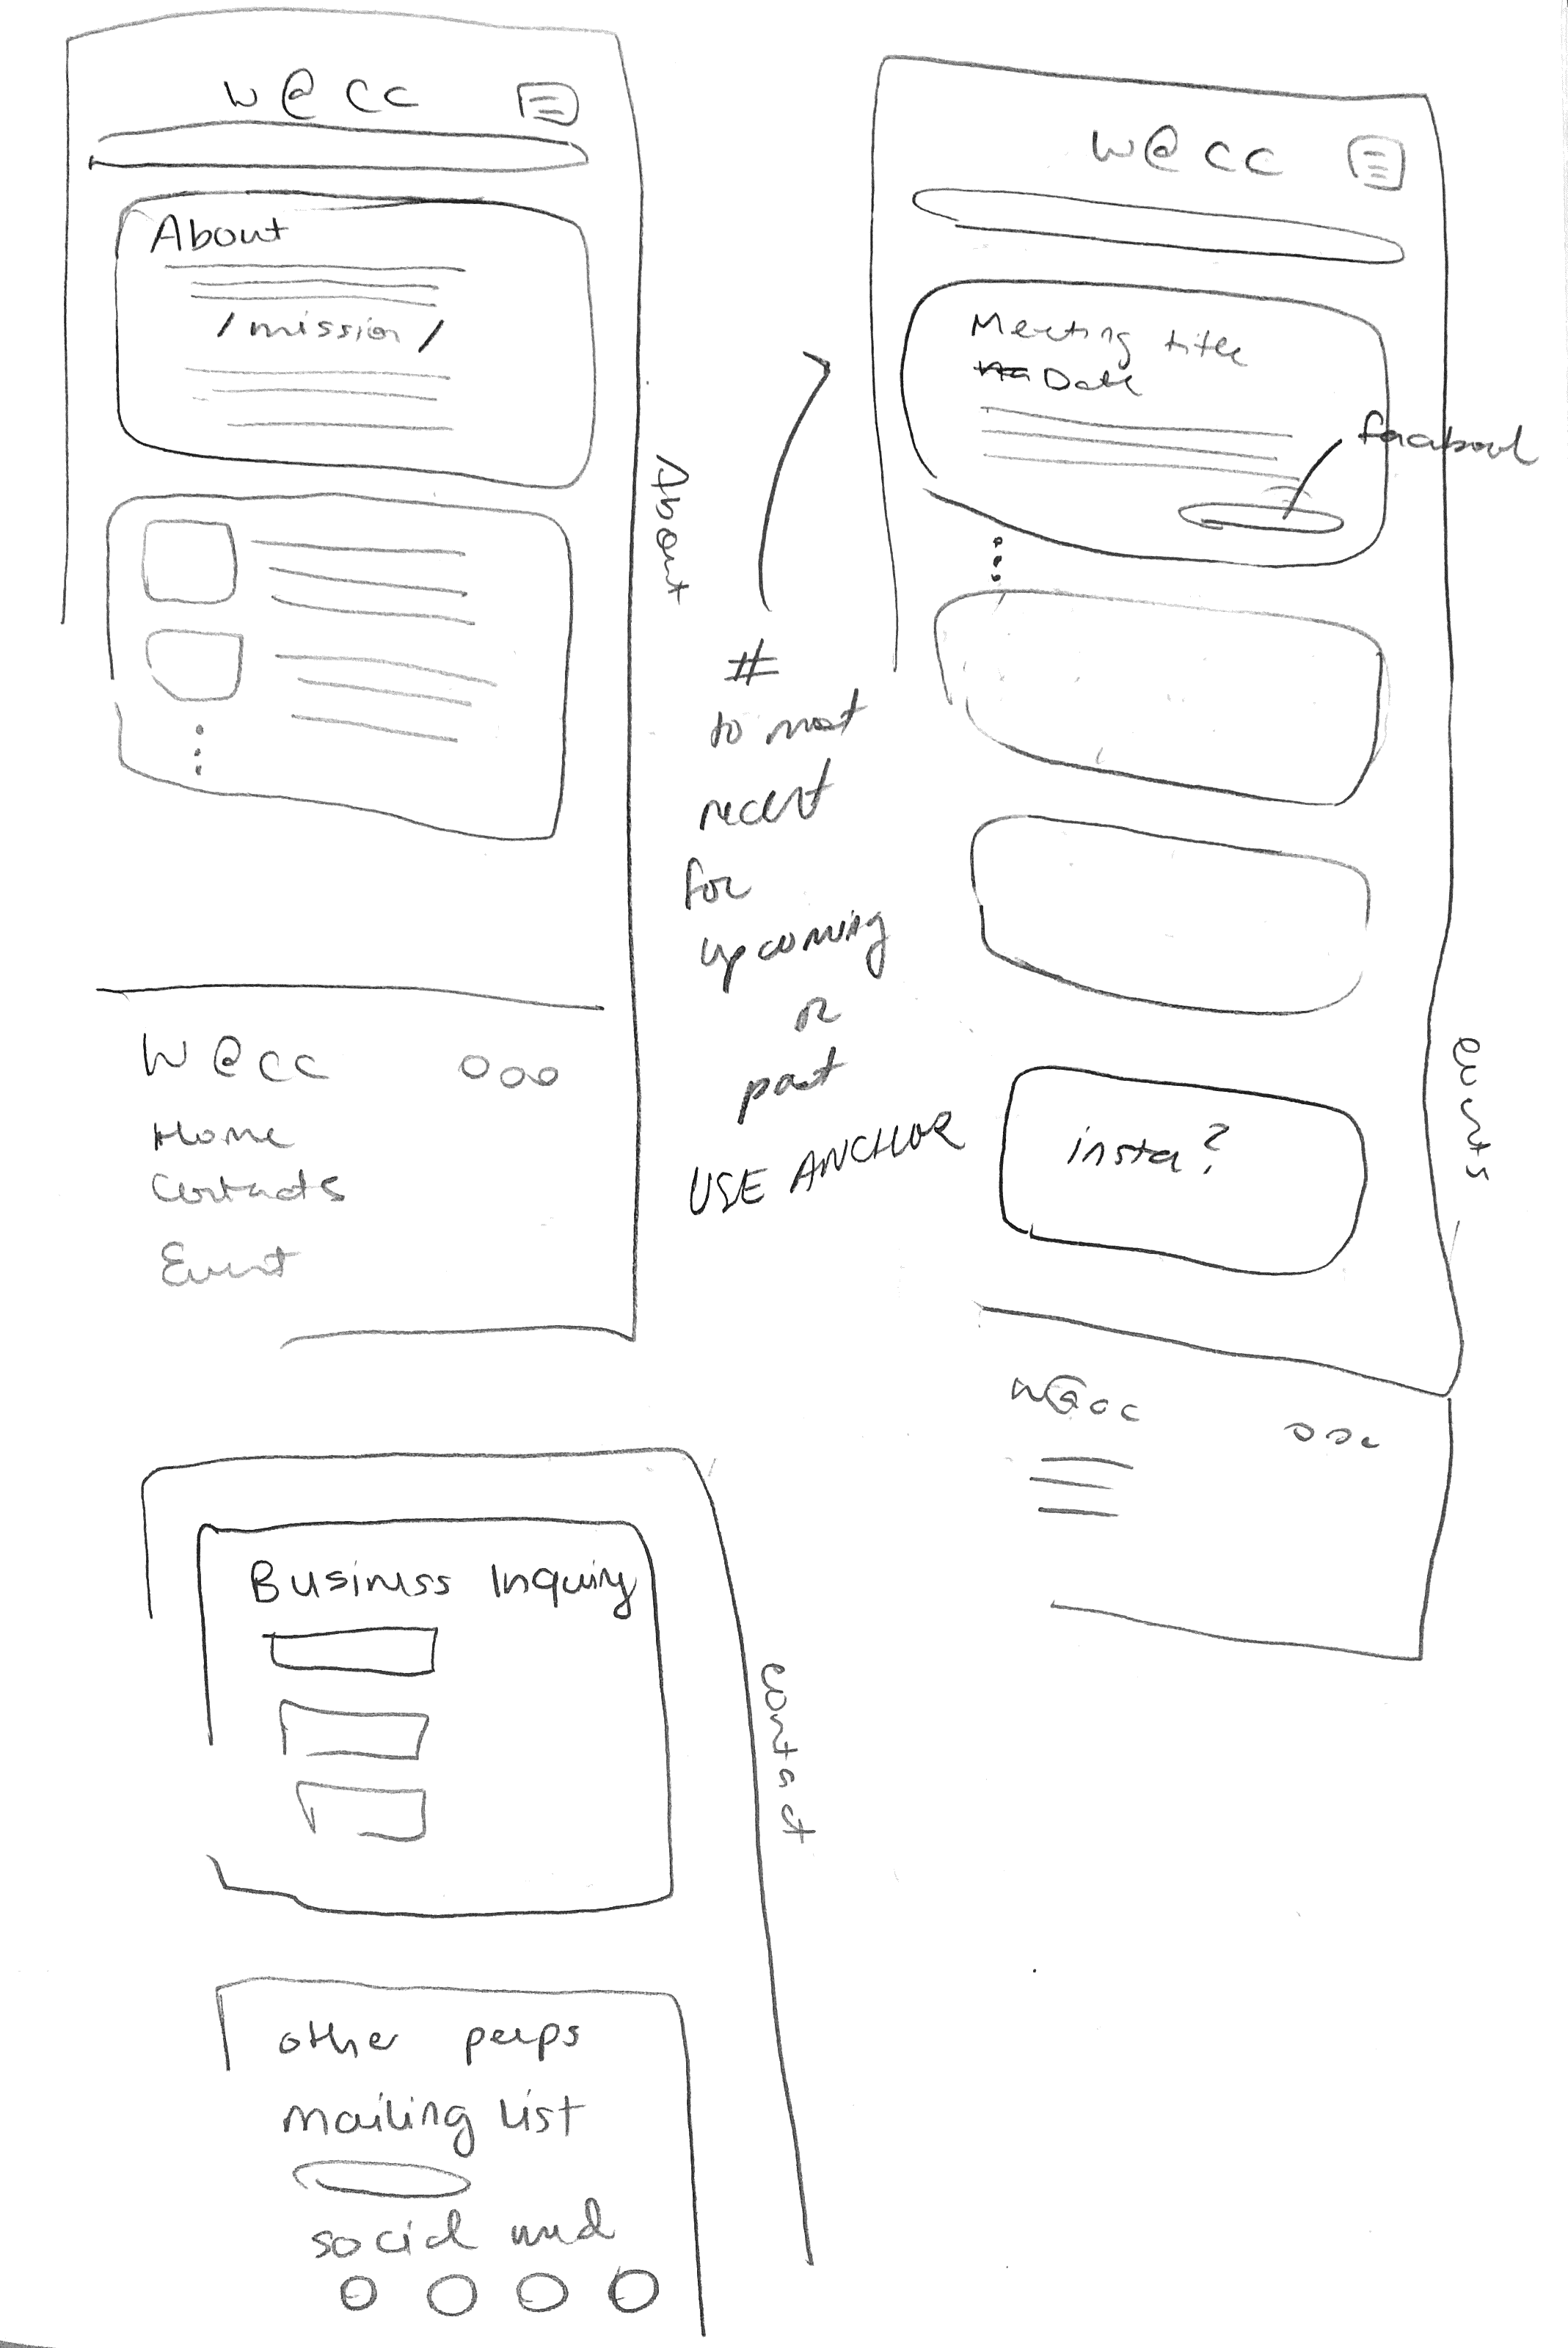 W @ CC
About
/mission/
About
W @ CC
Home
Contacts
Event
#
to most
recent
for
upcoming
or
past
USE ANCHOR
W @ CC
Meeting title
Date
facebook
insta?
events
W @ CC
Business Inquiry
contact
other peeps
mailing list
social med